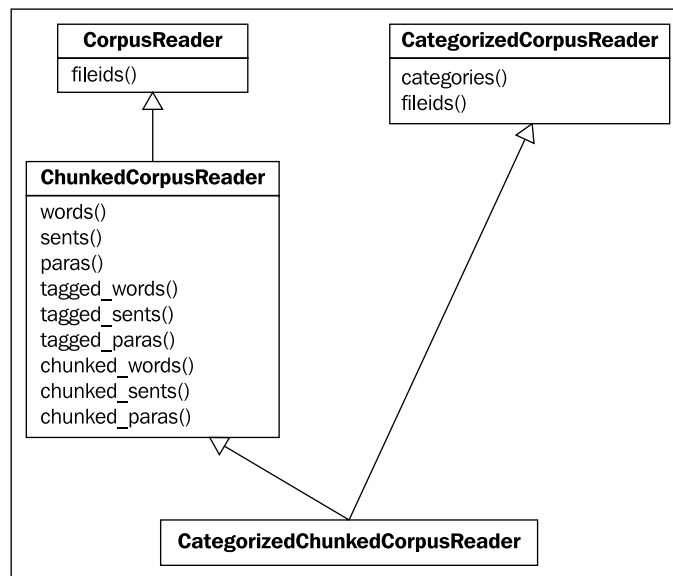 CorpusReader
fileids()
CategorizedCorpusReader
categories()
fileids()
ChunkedCorpusReader
words()
sents()
paras()
tagged_words()
tagged_sents()
tagged_paras()
chunked_words()
chunked_sents()
chunked_paras()
CategorizedChunkedCorpusReader